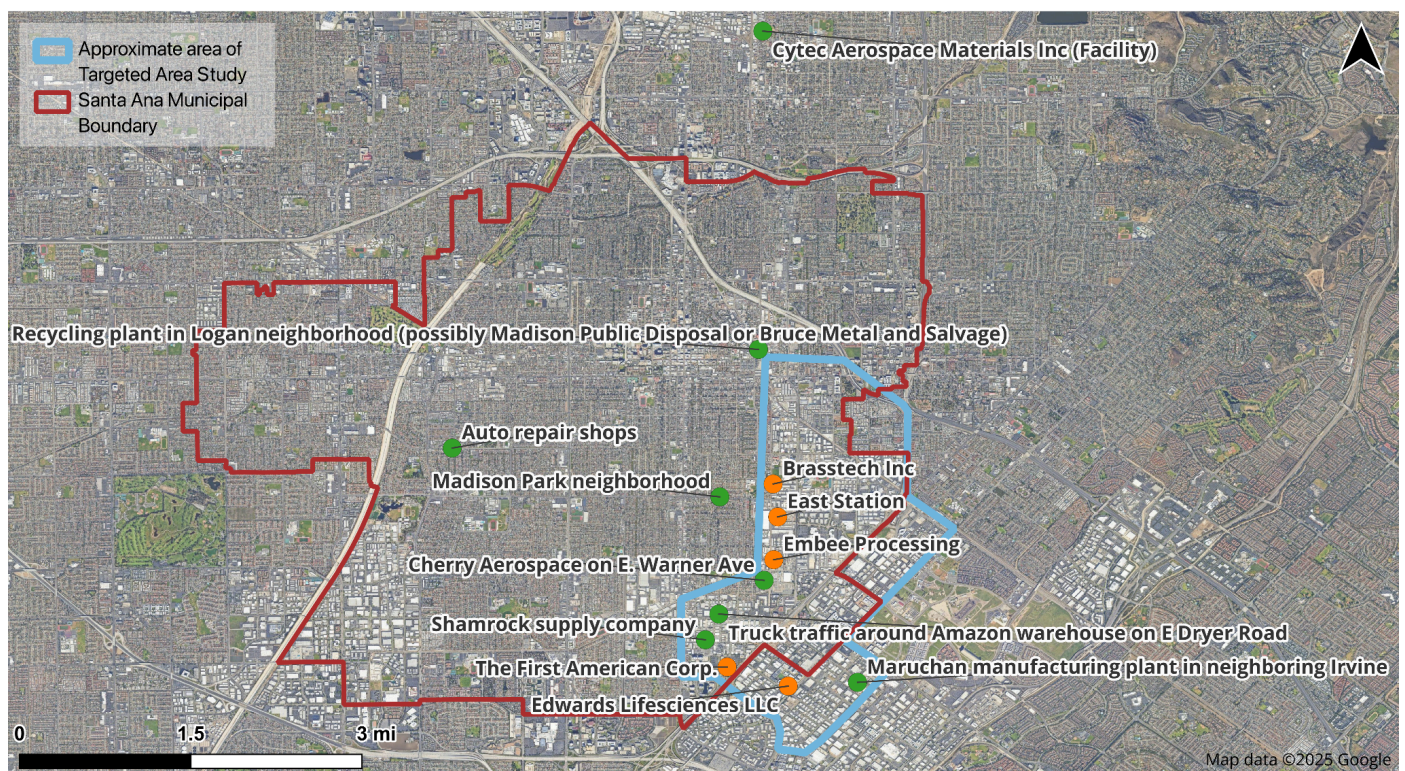 Approximate area of
Targeted Area Study
Santa Ana Municipal
Boundary
Cytec Aerospace Materials Inc (Facility)
Recycling plant in Logan neighborhood (possibly Madison Public Disposal or Bruce Metal and Salvage)
Auto repair shops
Brasstech Inc
Madison Park neighborhood
East Station
Embee Processing
Cherry Aerospace on E. Warner Ave
Shamrock supply company
Truck traffic around Amazon warehouse on E Dryer Road
The First American Corp.
Maruchan manufacturing plant in neighboring Irvine
Edwards Lifesciences LLC
0 1.5 3 mi
Map data ©2025 Google